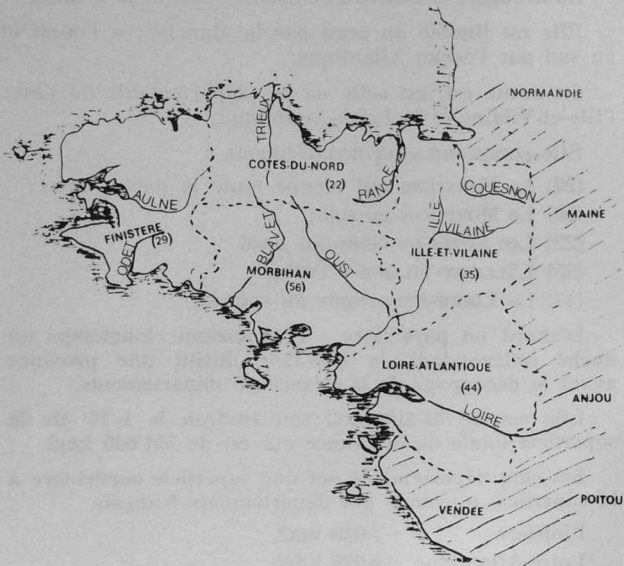 NORMANDIE
TRIEUX
COTES-DU-NORD
(22)
RANCE
COUESNON
MAINE
AULNE
ILLE
VILAINE
FINISTERE
(29)
ODET
BLAVET
OUST
ILLE-ET-VILAINE
(35)
MORBIHAN
(56)
LOIRE-ATLANTIQUE
(44)
ANJOU
LOIRE
POITOU
VENDÉE